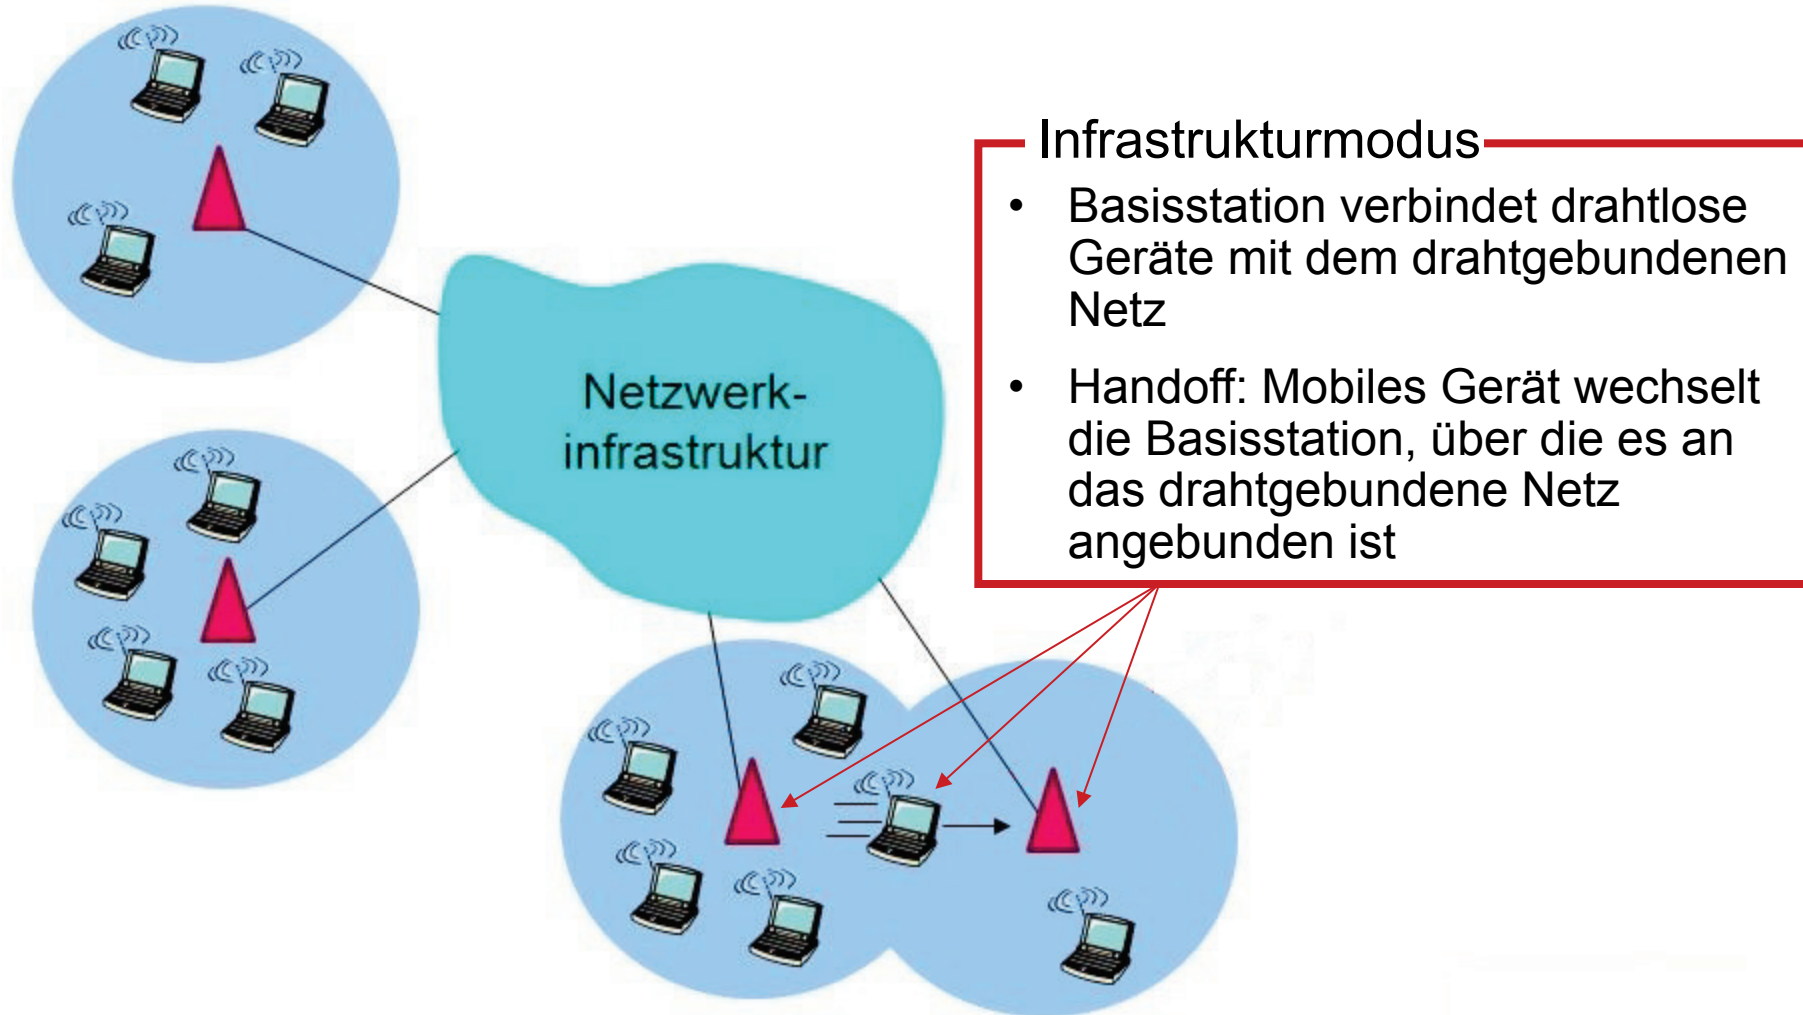 Infrastrukturmodus
• Basisstation verbindet drahtlose
Geräte mit dem drahtgebundenen
Netz
• Handoff: Mobiles Gerät wechselt
die Basisstation, über die es an
das drahtgebundene Netz
angebunden ist
Netzwerk-
infrastruktur